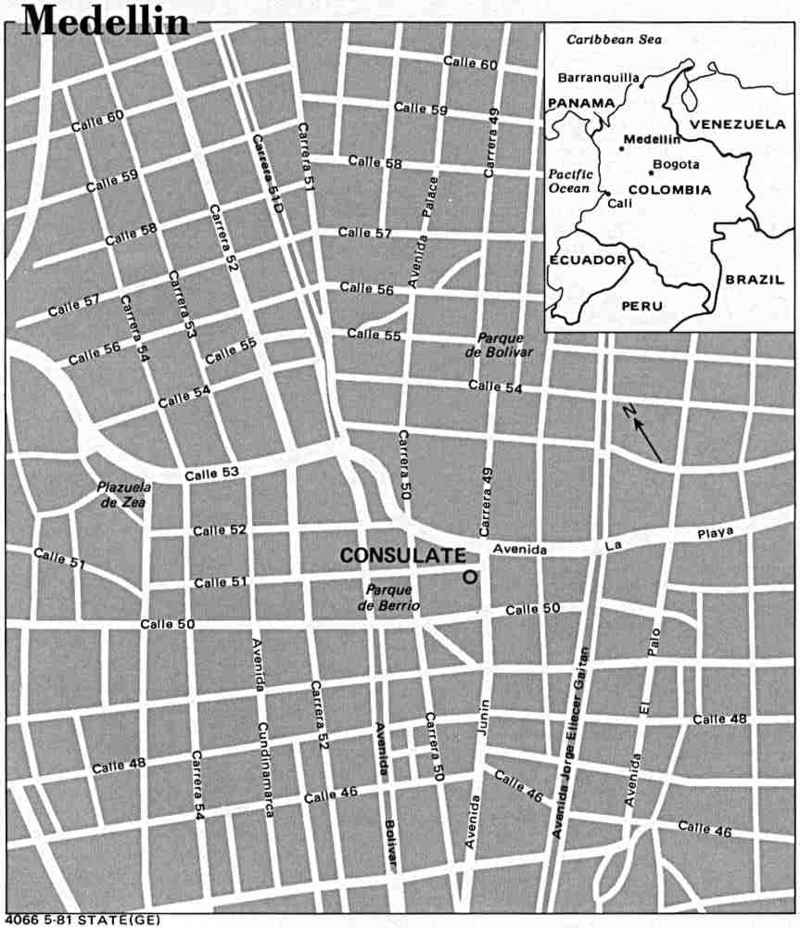 Medellin
Caribbean Sea
Barranquilla
PANAMA
VENEZUELA
Medellin
Bogota
Pacific
Ocean
COLOMBIA
Cali
ECUADOR
BRAZIL
PERU
Calle 60
Calle 60
Calle 59
Carrera 49
Carrera 51D
Carrera 51
Calle 58
Calle 59
Avenida Palace
Calle 58
Carrera 52
Calle 57
Calle 56
Calle 57
Carrera 54
Carrera 53
Calle 55
Parque
de Bolivar
Calle 56
Calle 55
Calle 54
Calle 54
N
Carrera 50
Carrera 49
Calle 53
Plazuela
de Zea
Calle 52
CONSULATE
Avenida La Playa
Calle 51
Calle 51
Parque
de Berrio
Calle 50
Calle 50
Avenida Cundinamarca
Carrera 52
Avenida Bolivar
Carrera 50
Avenida Junin
Avenida Jorge Eliecer Gaitan
Avenida El Palo
Calle 48
Calle 48
Carrera 54
Calle 46
Calle 46
Calle 46
4066 5-81 STATE(GE)